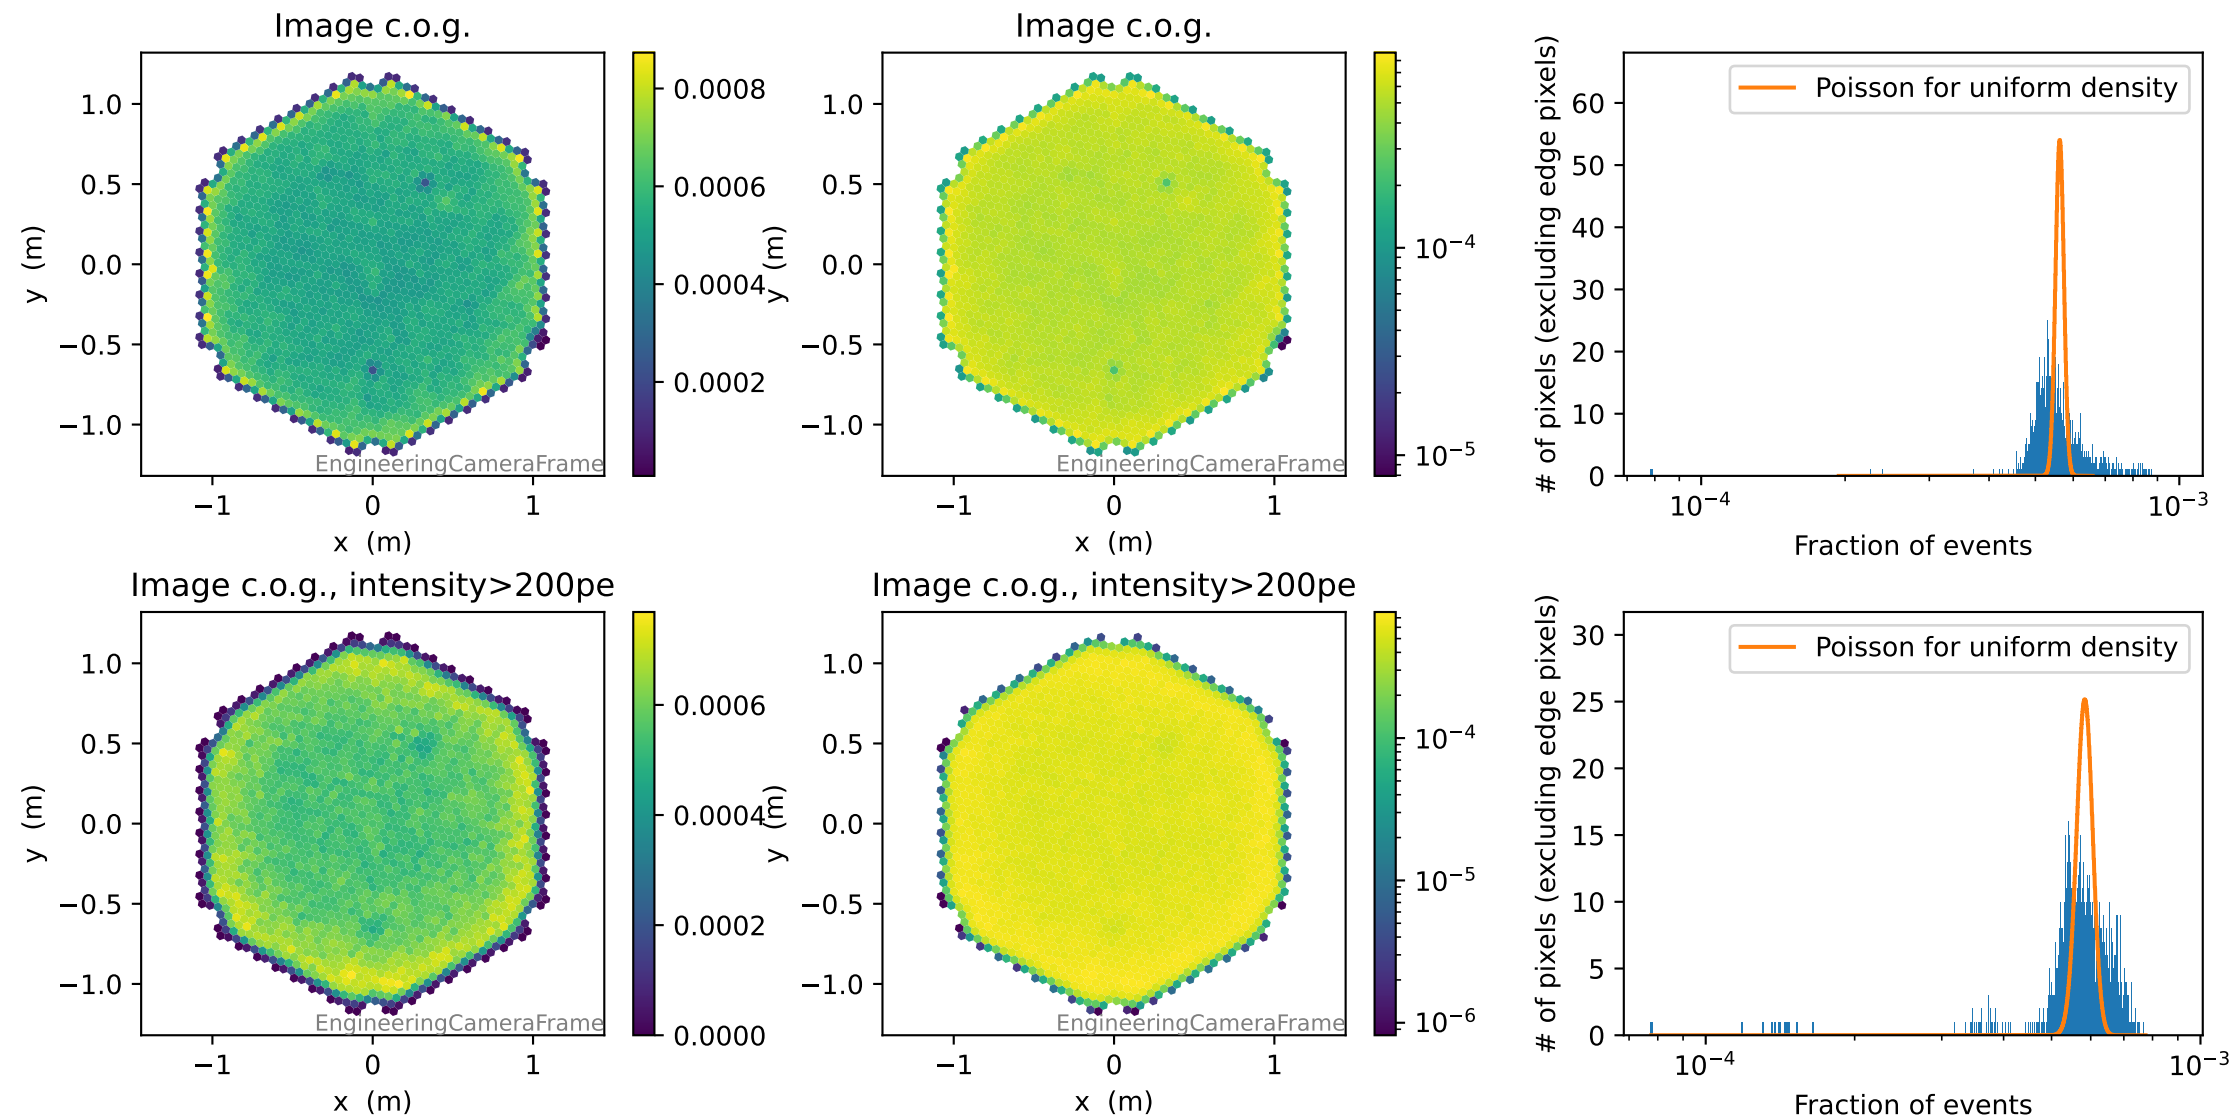 Image c.o.g.
1.0
0.5
0.0
−0.5
−1.0
y (m)
−1
0
1
x (m)
EngineeringCameraFrame
0.0008
0.0006
0.0004
0.0002
Image c.o.g.
1.0
0.5
0.0
−0.5
−1.0
y (m)
−1
0
1
x (m)
EngineeringCameraFrame
10⁻⁴
10⁻⁵
# of pixels (excluding edge pixels)
60
50
40
30
20
10
0
Poisson for uniform density
10⁻⁴
10⁻³
Fraction of events
Image c.o.g., intensity>200pe
1.0
0.5
0.0
−0.5
−1.0
y (m)
−1
0
1
x (m)
EngineeringCameraFrame
0.0006
0.0004
0.0002
0.0000
Image c.o.g., intensity>200pe
1.0
0.5
0.0
−0.5
−1.0
y (m)
−1
0
1
x (m)
EngineeringCameraFrame
10⁻⁴
10⁻⁵
10⁻⁶
# of pixels (excluding edge pixels)
30
25
20
15
10
5
0
Poisson for uniform density
10⁻⁴
10⁻³
Fraction of events